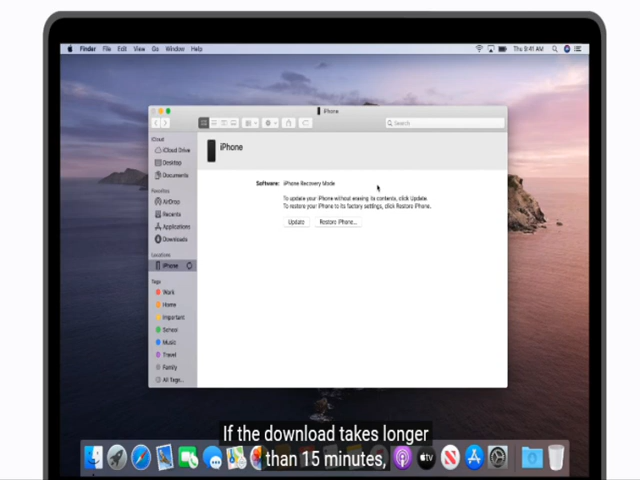 Finder File Edit View Go Window Help
Thu 9:41 AM
iPhone
Search
iCloud
iCloud Drive
Desktop
Documents
Favorites
AirDrop
Recents
Applications
Downloads
Locations
iPhone
Tags
Work
Home
Important
School
Music
Travel
Family
All Tags...
iPhone
Software: iPhone Recovery Mode
To update your iPhone without erasing its contents, click Update.
To restore your iPhone to its factory settings, click Restore iPhone.
Update Restore iPhone...
If the download takes longer
than 15 minutes,
tv